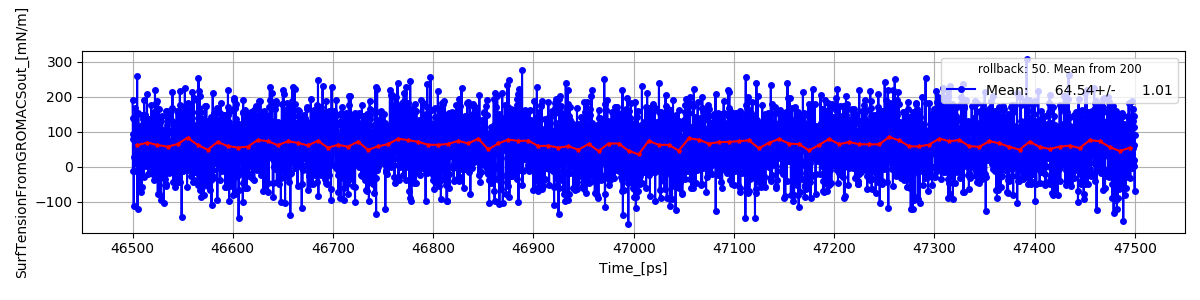 SurfTensionFromGROMACSout_[mN/m]
300
200
100
0
−100
rollback: 50. Mean from 200
Mean: 64.54+/- 1.01
46500 46600 46700 46800 46900 47000 47100 47200 47300 47400 47500
Time_[ps]